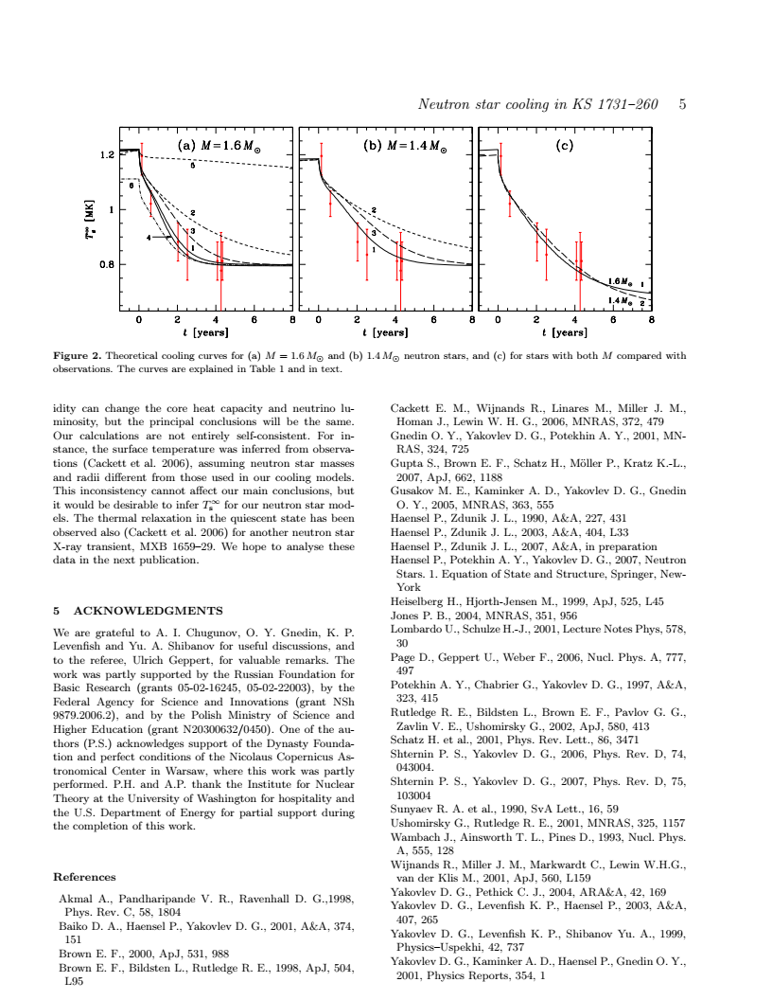 Neutron star cooling in KS 1731–260 5
(a) M=1.6 M⊙
(b) M=1.4 M⊙
(c)
1.2
1
0.8
T_s^∞ [MK]
5
6
2
3
4
1
2
3
1
1.6 M⊙ 1
1.4 M⊙ 2
0 2 4 6 8
0 2 4 6 8
0 2 4 6 8
t [years]
t [years]
t [years]
Figure 2. Theoretical cooling curves for (a) M = 1.6 M⊙ and (b) 1.4 M⊙ neutron stars, and (c) for stars with both M compared with
observations. The curves are explained in Table 1 and in text.
idity can change the core heat capacity and neutrino lu-
minosity, but the principal conclusions will be the same.
Our calculations are not entirely self-consistent. For in-
stance, the surface temperature was inferred from observa-
tions (Cackett et al. 2006), assuming neutron star masses
and radii different from those used in our cooling models.
This inconsistency cannot affect our main conclusions, but
it would be desirable to infer T_s^∞ for our neutron star mod-
els. The thermal relaxation in the quiescent state has been
observed also (Cackett et al. 2006) for another neutron star
X-ray transient, MXB 1659–29. We hope to analyse these
data in the next publication.
5 ACKNOWLEDGMENTS
We are grateful to A. I. Chugunov, O. Y. Gnedin, K. P.
Levenfish and Yu. A. Shibanov for useful discussions, and
to the referee, Ulrich Geppert, for valuable remarks. The
work was partly supported by the Russian Foundation for
Basic Research (grants 05-02-16245, 05-02-22003), by the
Federal Agency for Science and Innovations (grant NSh
9879.2006.2), and by the Polish Ministry of Science and
Higher Education (grant N20300632/0450). One of the au-
thors (P.S.) acknowledges support of the Dynasty Founda-
tion and perfect conditions of the Nicolaus Copernicus As-
tronomical Center in Warsaw, where this work was partly
performed. P.H. and A.P. thank the Institute for Nuclear
Theory at the University of Washington for hospitality and
the U.S. Department of Energy for partial support during
the completion of this work.
References
Akmal A., Pandharipande V. R., Ravenhall D. G.,1998,
Phys. Rev. C, 58, 1804
Baiko D. A., Haensel P., Yakovlev D. G., 2001, A&A, 374,
151
Brown E. F., 2000, ApJ, 531, 988
Brown E. F., Bildsten L., Rutledge R. E., 1998, ApJ, 504,
L95
Cackett E. M., Wijnands R., Linares M., Miller J. M.,
Homan J., Lewin W. H. G., 2006, MNRAS, 372, 479
Gnedin O. Y., Yakovlev D. G., Potekhin A. Y., 2001, MN-
RAS, 324, 725
Gupta S., Brown E. F., Schatz H., Möller P., Kratz K.-L.,
2007, ApJ, 662, 1188
Gusakov M. E., Kaminker A. D., Yakovlev D. G., Gnedin
O. Y., 2005, MNRAS, 363, 555
Haensel P., Zdunik J. L., 1990, A&A, 227, 431
Haensel P., Zdunik J. L., 2003, A&A, 404, L33
Haensel P., Zdunik J. L., 2007, A&A, in preparation
Haensel P., Potekhin A. Y., Yakovlev D. G., 2007, Neutron
Stars. 1. Equation of State and Structure, Springer, New-
York
Heiselberg H., Hjorth-Jensen M., 1999, ApJ, 525, L45
Jones P. B., 2004, MNRAS, 351, 956
Lombardo U., Schulze H.-J., 2001, Lecture Notes Phys, 578,
30
Page D., Geppert U., Weber F., 2006, Nucl. Phys. A, 777,
497
Potekhin A. Y., Chabrier G., Yakovlev D. G., 1997, A&A,
323, 415
Rutledge R. E., Bildsten L., Brown E. F., Pavlov G. G.,
Zavlin V. E., Ushomirsky G., 2002, ApJ, 580, 413
Schatz H. et al., 2001, Phys. Rev. Lett., 86, 3471
Shternin P. S., Yakovlev D. G., 2006, Phys. Rev. D, 74,
043004.
Shternin P. S., Yakovlev D. G., 2007, Phys. Rev. D, 75,
103004
Sunyaev R. A. et al., 1990, SvA Lett., 16, 59
Ushomirsky G., Rutledge R. E., 2001, MNRAS, 325, 1157
Wambach J., Ainsworth T. L., Pines D., 1993, Nucl. Phys.
A, 555, 128
Wijnands R., Miller J. M., Markwardt C., Lewin W.H.G.,
van der Klis M., 2001, ApJ, 560, L159
Yakovlev D. G., Pethick C. J., 2004, ARA&A, 42, 169
Yakovlev D. G., Levenfish K. P., Haensel P., 2003, A&A,
407, 265
Yakovlev D. G., Levenfish K. P., Shibanov Yu. A., 1999,
Physics–Uspekhi, 42, 737
Yakovlev D. G., Kaminker A. D., Haensel P., Gnedin O. Y.,
2001, Physics Reports, 354, 1